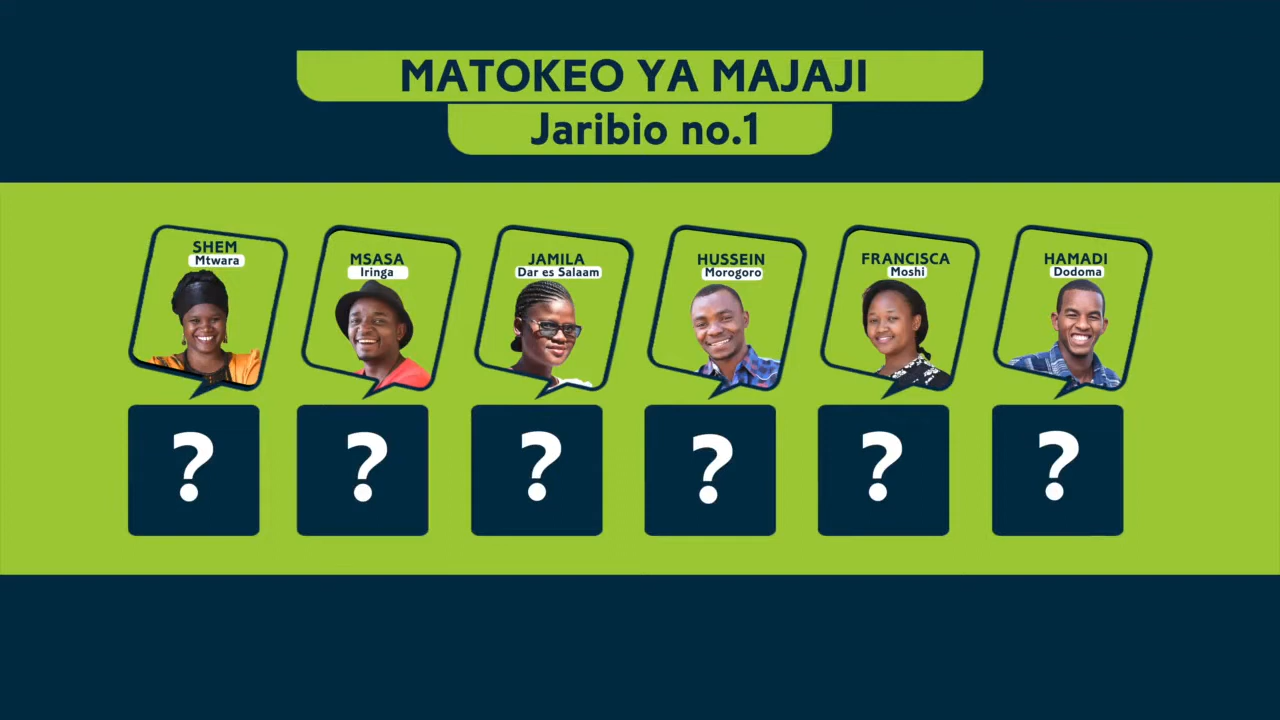 MATOKEO YA MAJAJI
Jaribio no.1
SHEM
Mtwara
MSASA
Iringa
JAMILA
Dar es Salaam
HUSSEIN
Morogoro
FRANCISCA
Moshi
HAMADI
Dodoma
? ? ? ? ? ?